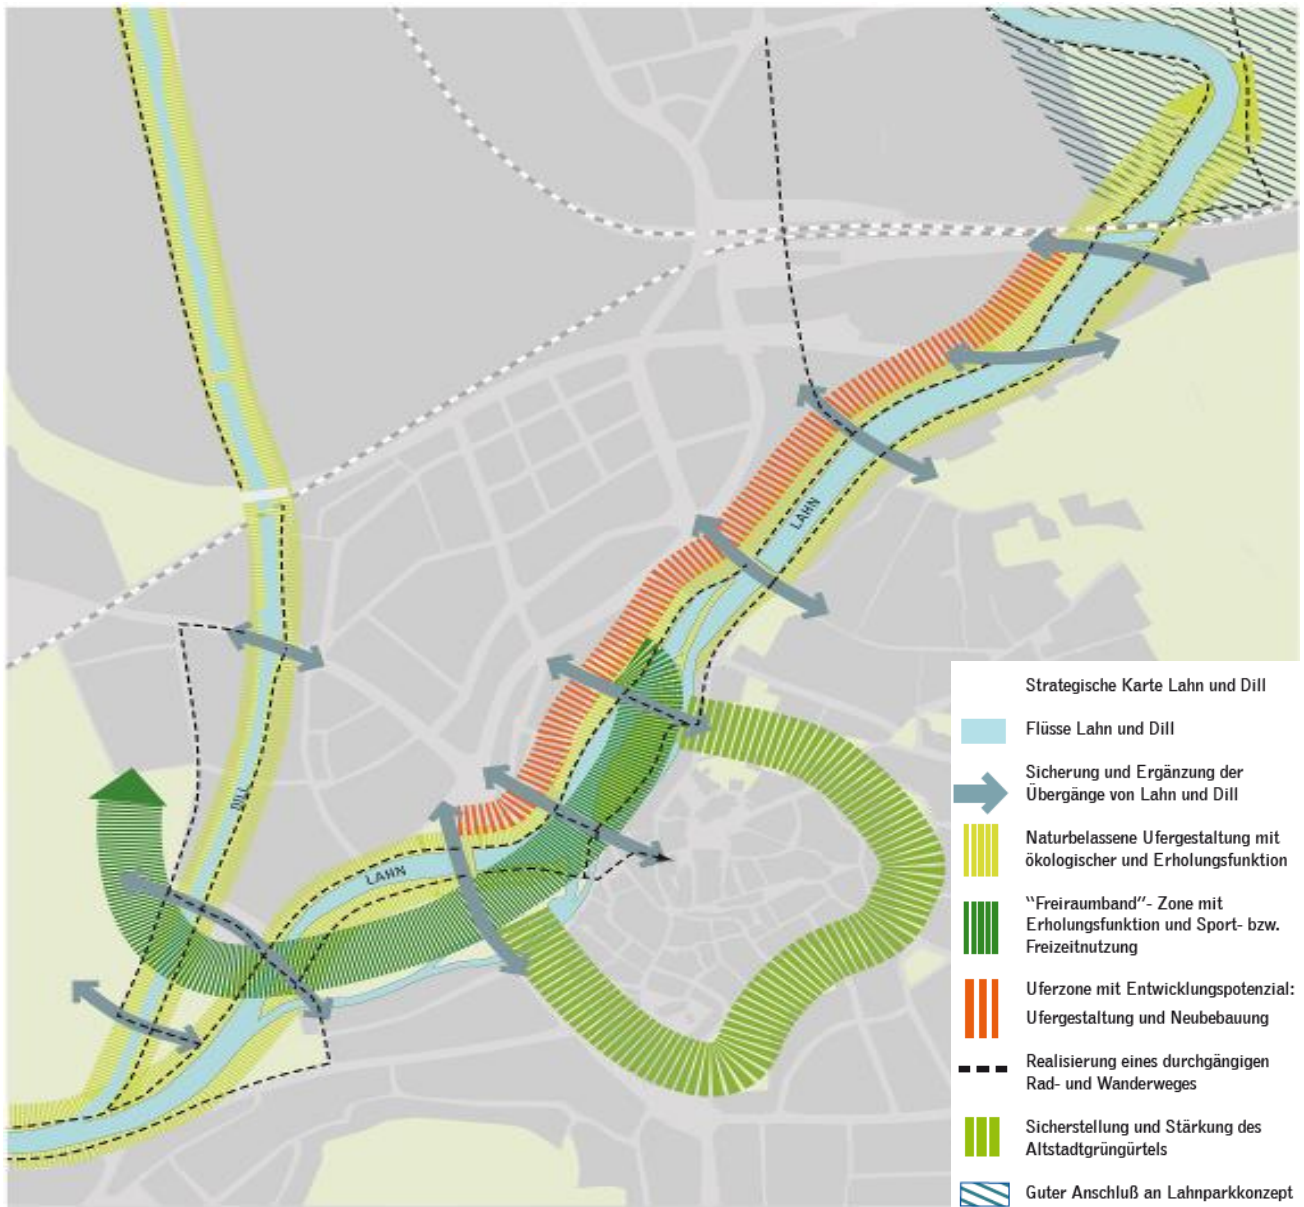 LAHN
DILL
LAHN
Strategische Karte Lahn und Dill
Flüsse Lahn und Dill
Sicherung und Ergänzung der
Übergänge von Lahn und Dill
Naturbelassene Ufergestaltung mit
ökologischer und Erholungsfunktion
“Freiraumband”- Zone mit
Erholungsfunktion und Sport- bzw.
Freizeitnutzung
Uferzone mit Entwicklungspotenzial:
Ufergestaltung und Neubebauung
Realisierung eines durchgängigen
Rad- und Wanderweges
Sicherstellung und Stärkung des
Altstadtgrüngürtels
Guter Anschluß an Lahnparkkonzept